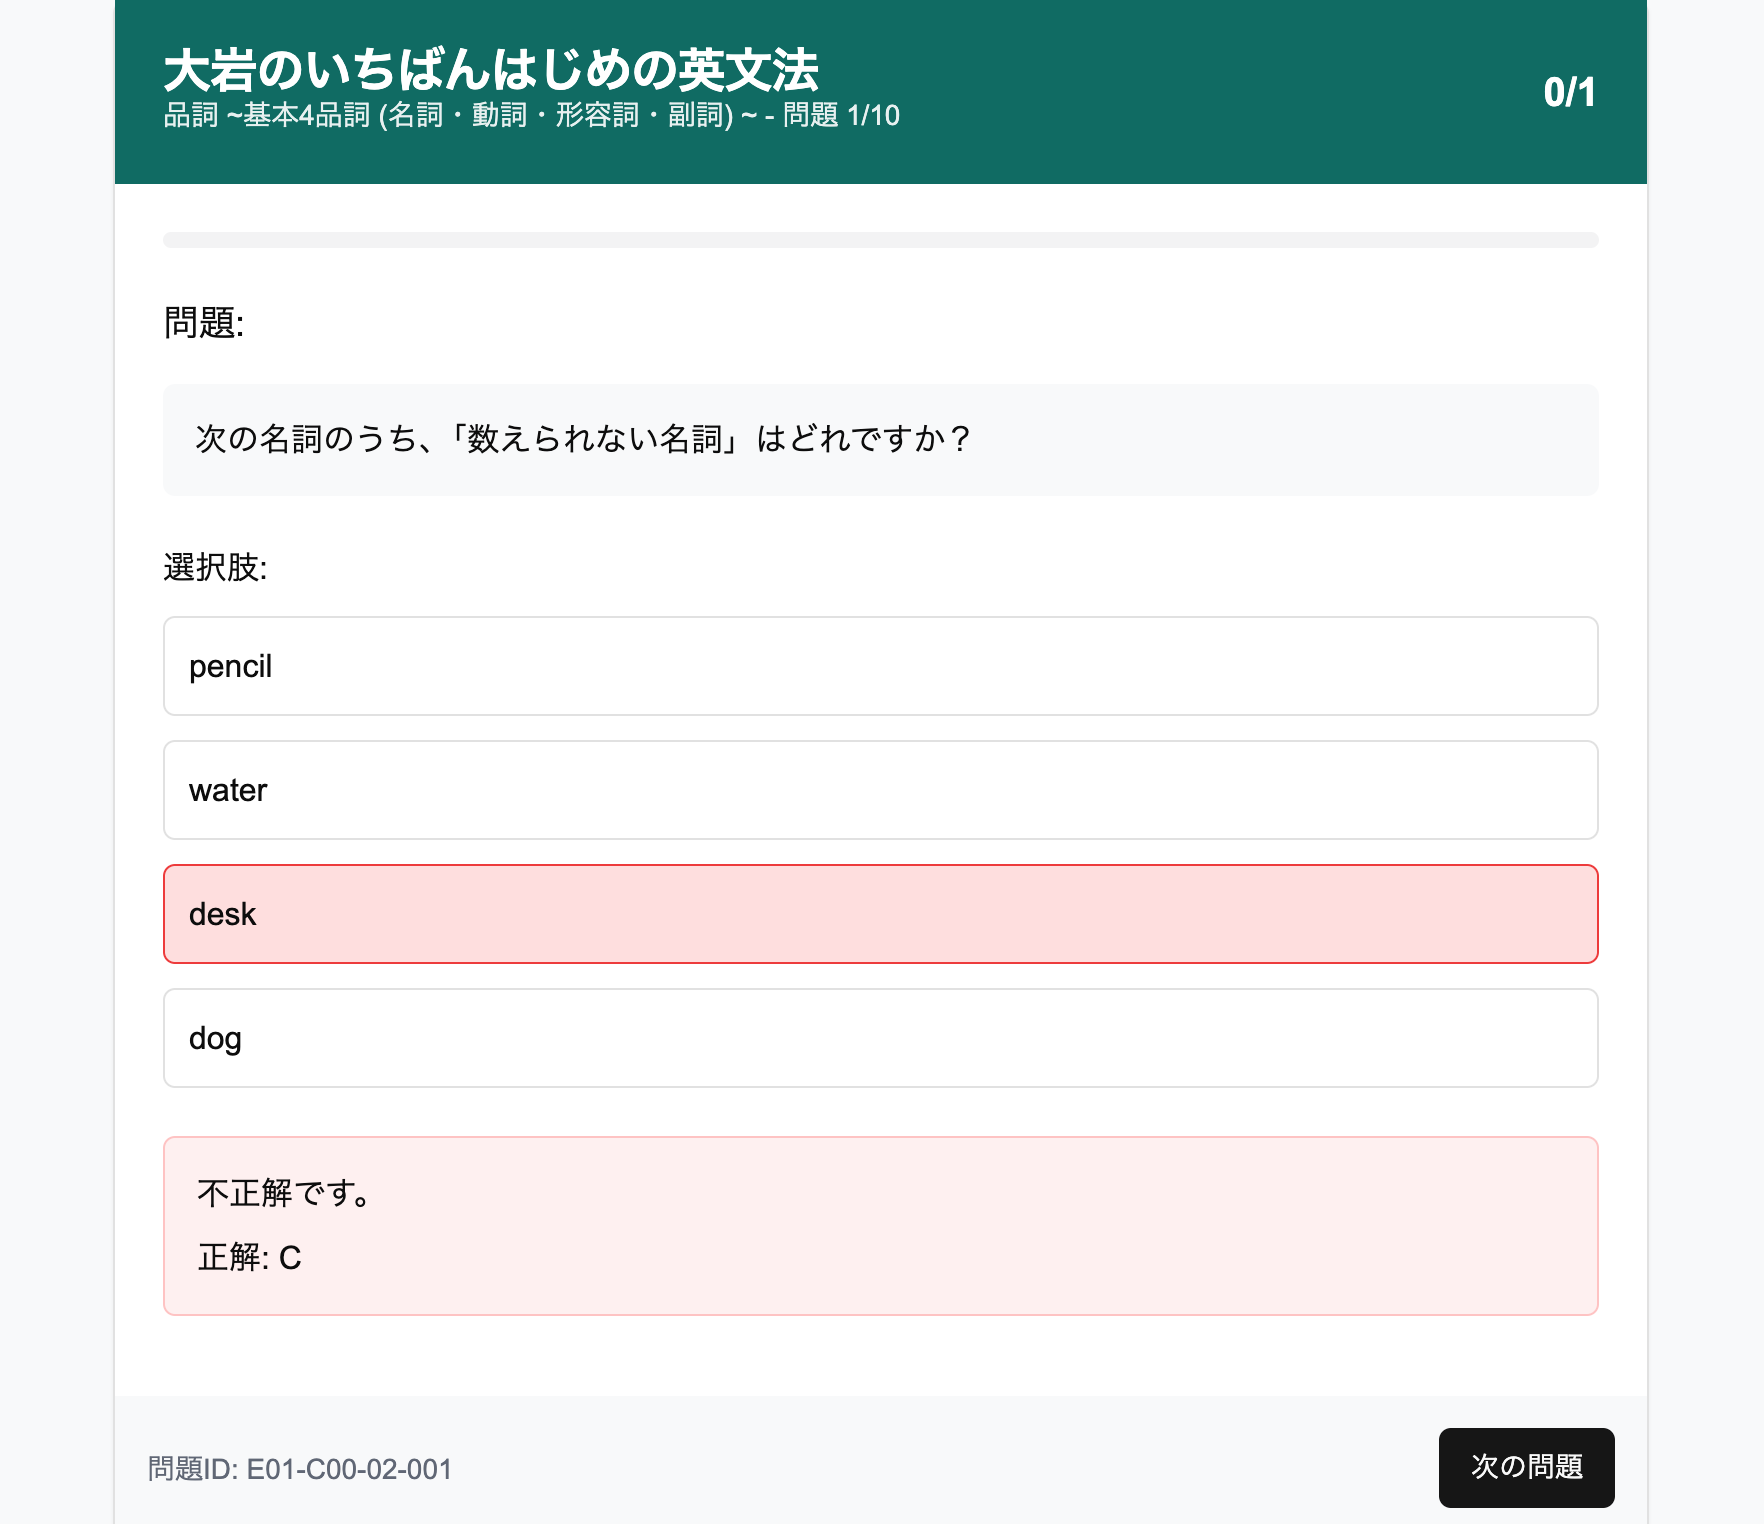 大岩のいちばんはじめの英文法
品詞 ~基本4品詞 (名詞・動詞・形容詞・副詞) ~ - 問題 1/10
0/1
問題:
次の名詞のうち、「数えられない名詞」はどれですか？
選択肢:
pencil
water
desk
dog
不正解です。
正解: C
問題ID: E01-C00-02-001
次の問題